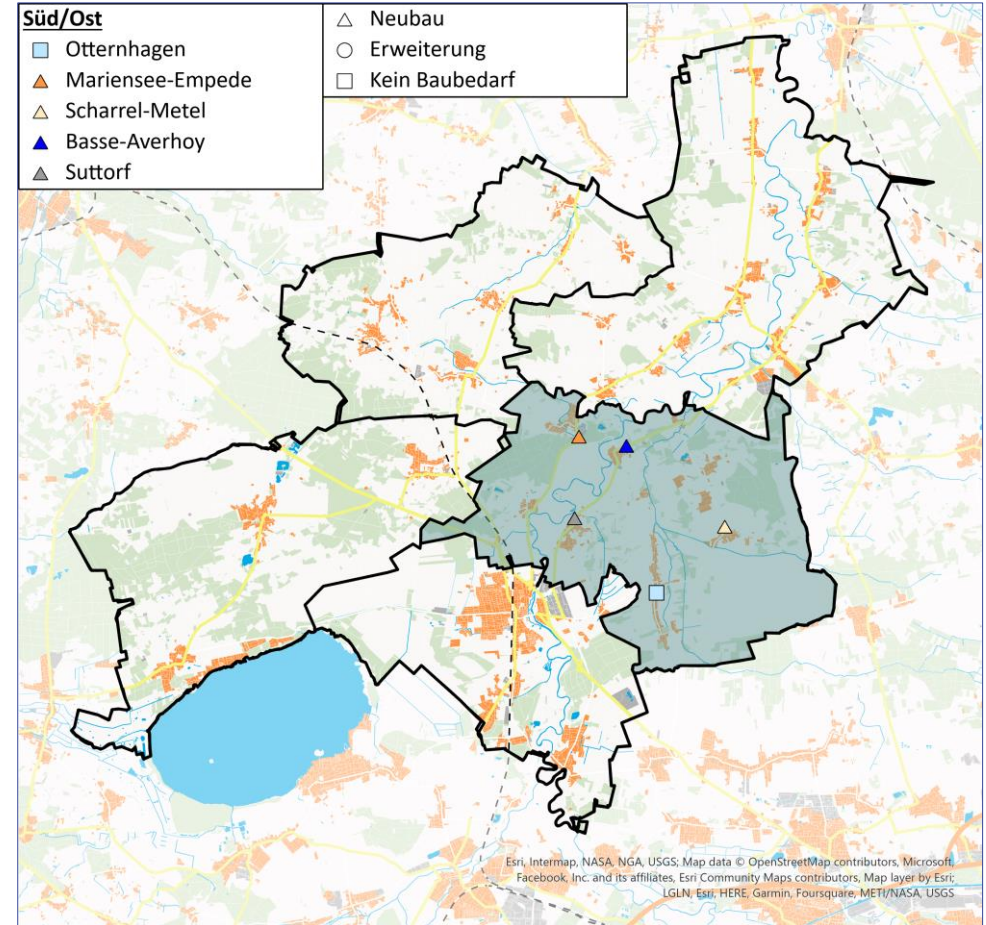 Süd/Ost
Otternhagen
Mariensee-Empede
Scharrel-Metel
Basse-Averhoy
Suttorf
Neubau
Erweiterung
Kein Baubedarf
Esri, Intermap, NASA, NGA, USGS; Map data © OpenStreetMap contributors, Microsoft,
Facebook, Inc. and its affiliates, Esri Community Maps contributors, Map layer by Esri;
LGLN, Esri, HERE, Garmin, Foursquare, METI/NASA, USGS